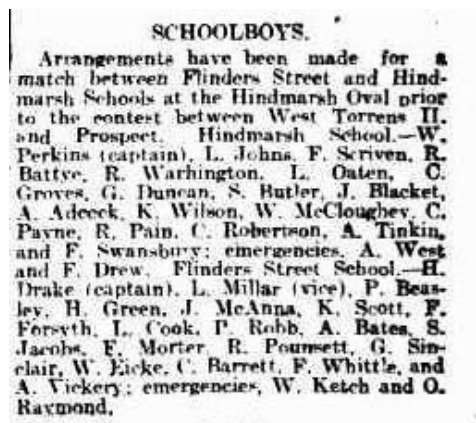 SCHOOLBOYS.
Arrangements have been made for a
match between Flinders Street and Hind-
marsh Schools at the Hindmarsh Oval prior
to the contest between West Torrens II.
and Prospect. Hindmarsh School.—W.
Perkins (captain), L. Johns, F. Scriven, R.
Battye, R. Warhington, L. Oaten, C.
Groves, G. Duncan, S. Butler, J. Blacket,
A. Adcock, K. Wilson, W. McCloughey, C.
Payne, R. Pain, C. Robertson, A. Tinkin,
and F. Swansbury; emergencies, A. West
and F. Drew. Flinders Street School.—H.
Drake (captain), L. Millar (vice), P. Beas-
ley, H. Green, J. McAnna, K. Scott, F.
Forsyth, L. Cook, P. Robb, A. Bates, S.
Jacobs, F. Morter, R. Pounsett, G. Sin-
clair, W. Eicke, C. Barrett, F. Whittle, and
A. Vickery; emergencies, W. Ketch and O.
Raymond.